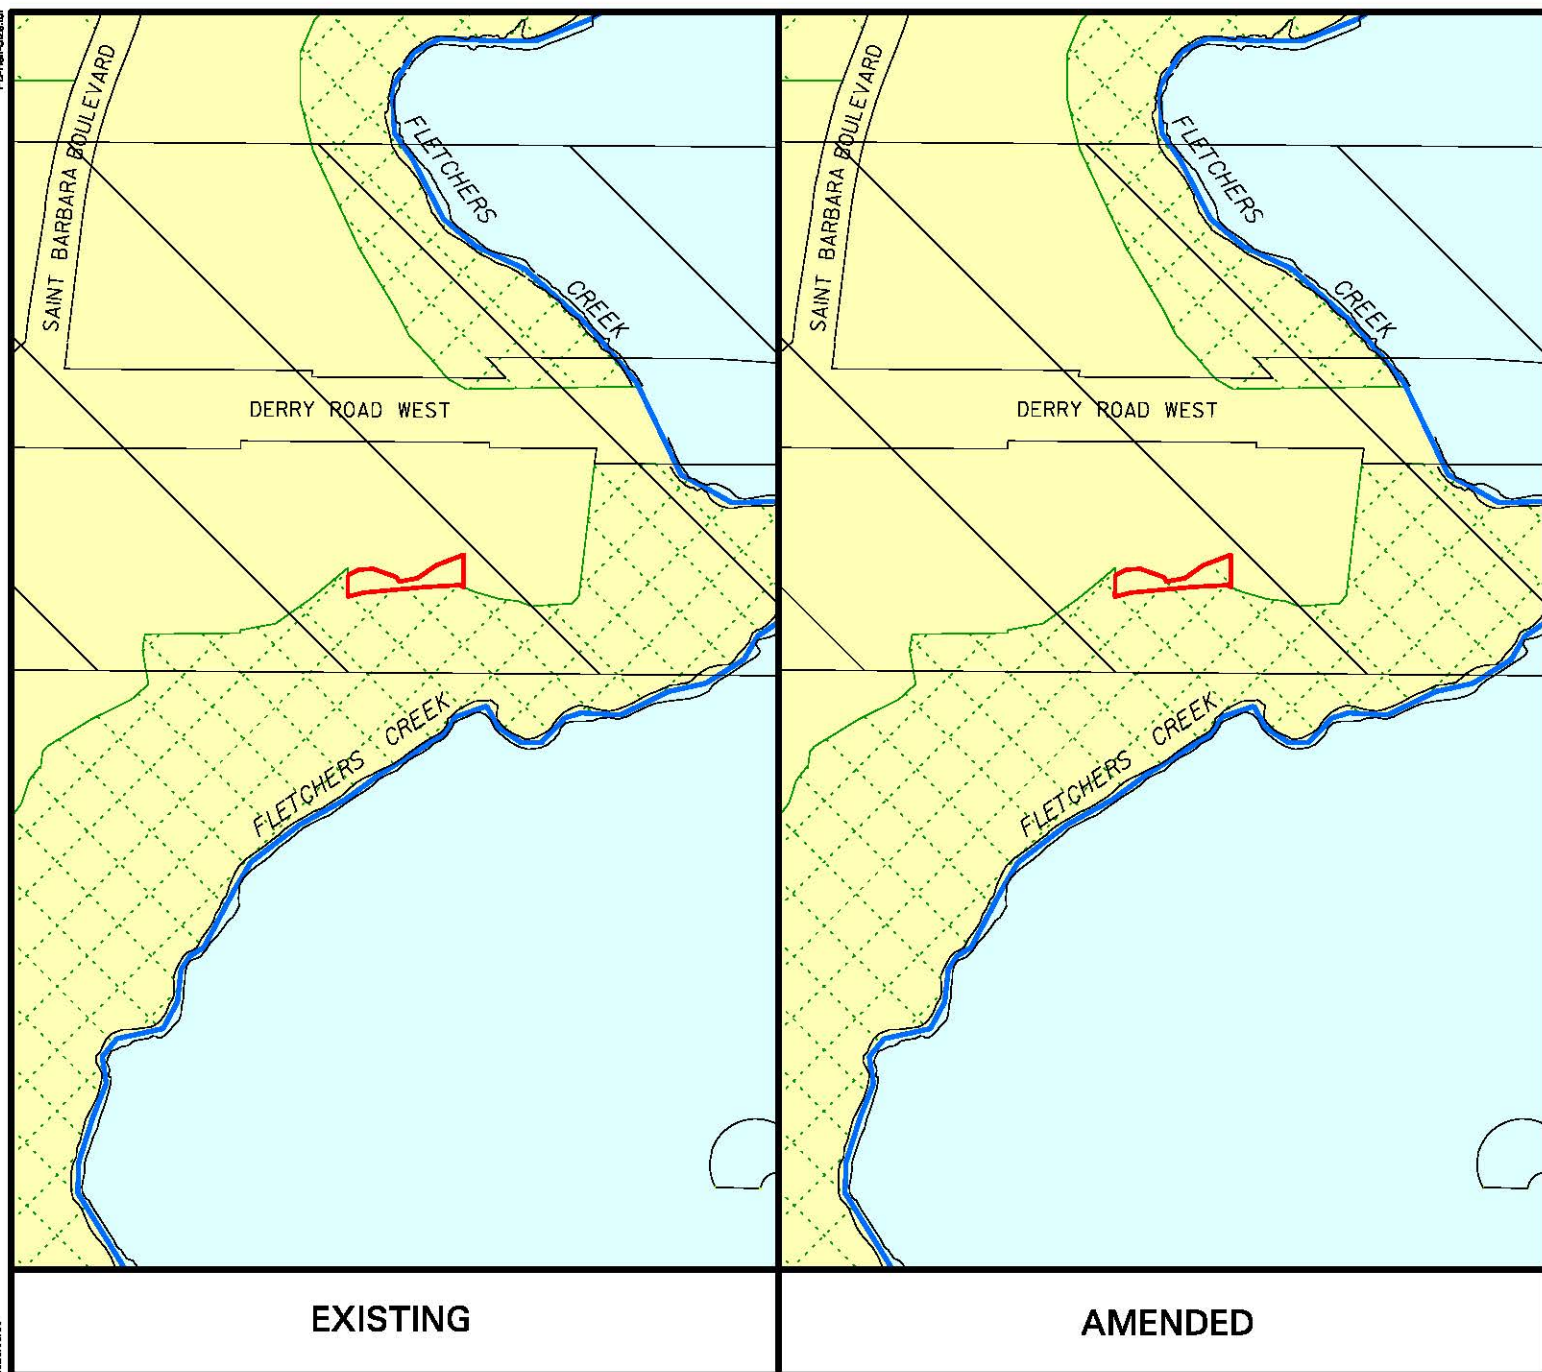 SAINT BARBARA BOULEVARD
FLETCHERS CREEK
DERRY ROAD WEST
FLETCHERS CREEK
EXISTING
SAINT BARBARA BOULEVARD
FLETCHERS CREEK
DERRY ROAD WEST
FLETCHERS CREEK
AMENDED